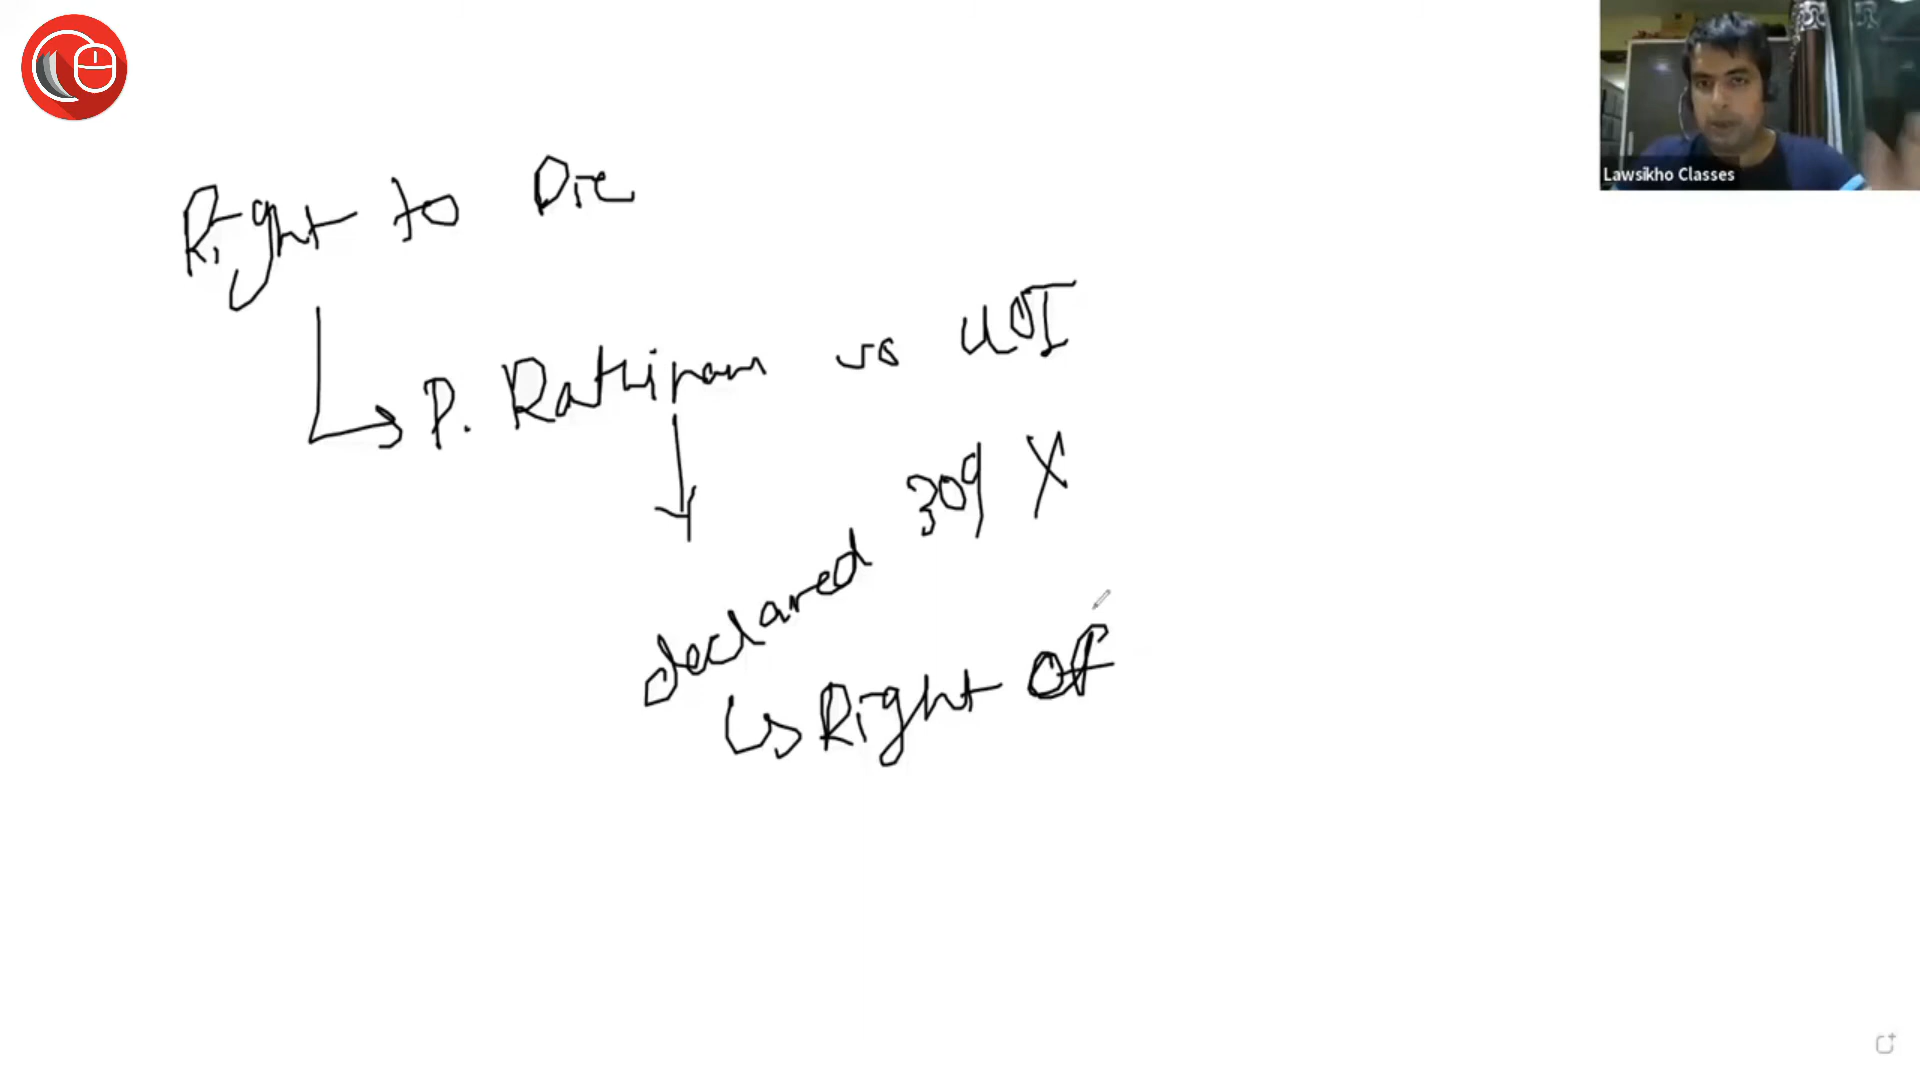 Right to Die
P. Rathinam vs UOI
declared 309 X
Right of
Lawsikho Classes